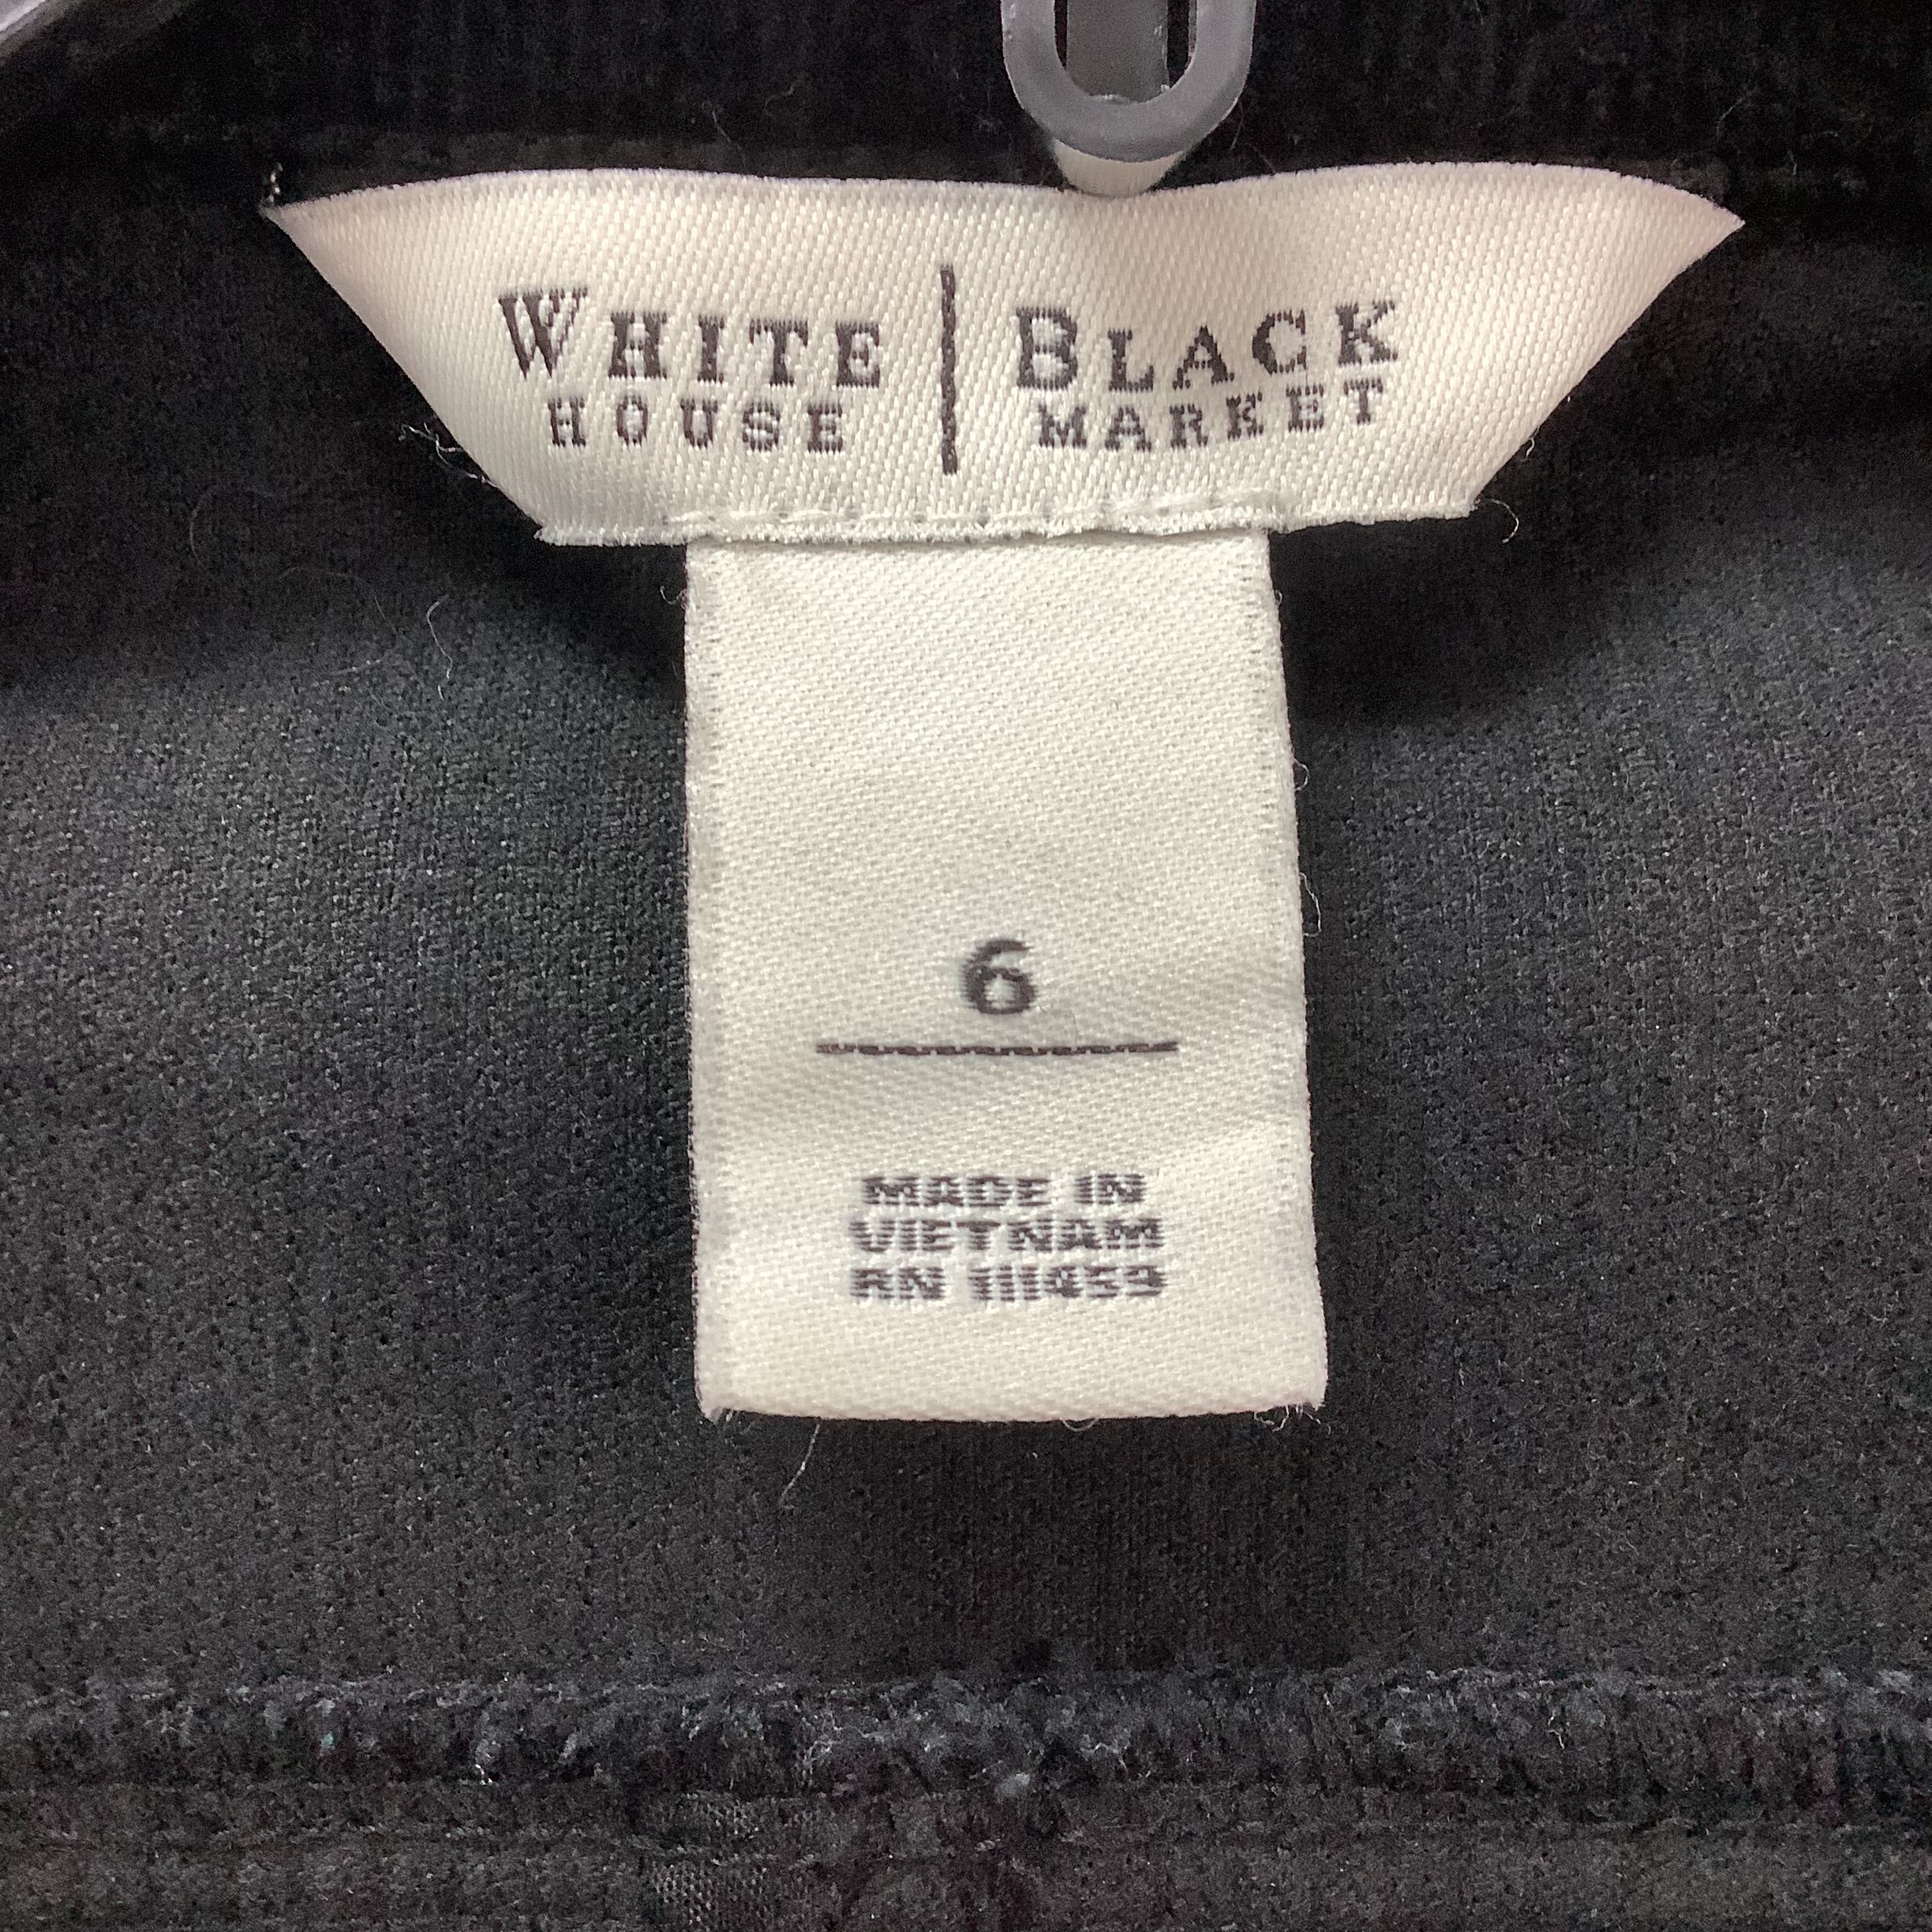 WHITE | BLACK
HOUSE | MARKET
6
MADE IN
VIETNAM
RN 111459